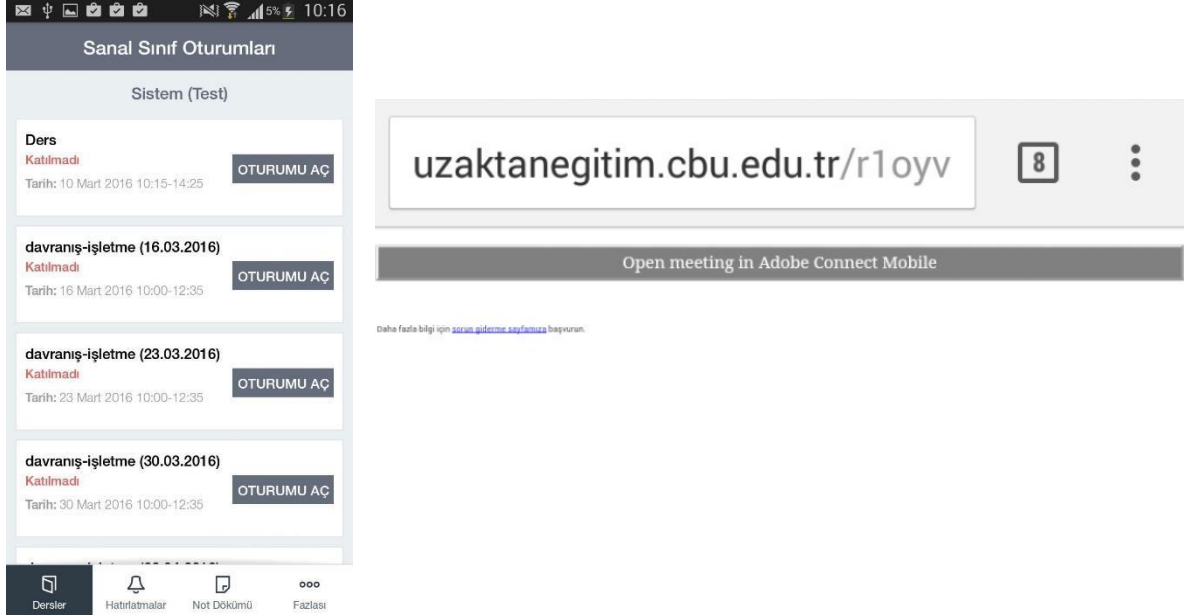 5% 10:16
Sanal Sınıf Oturumları
Sistem (Test)
Ders
Katılmadı
Tarih: 10 Mart 2016 10:15-14:25
OTURUMU AÇ
davranış-işletme (16.03.2016)
Katılmadı
Tarih: 16 Mart 2016 10:00-12:35
OTURUMU AÇ
davranış-işletme (23.03.2016)
Katılmadı
Tarih: 23 Mart 2016 10:00-12:35
OTURUMU AÇ
davranış-işletme (30.03.2016)
Katılmadı
Tarih: 30 Mart 2016 10:00-12:35
OTURUMU AÇ
Dersler Hatırlatmalar Not Dökümü Fazlası
uzaktanegitim.cbu.edu.tr/r1oyv 8
Open meeting in Adobe Connect Mobile
Daha fazla bilgi için sorun giderme sayfamıza başvurun.